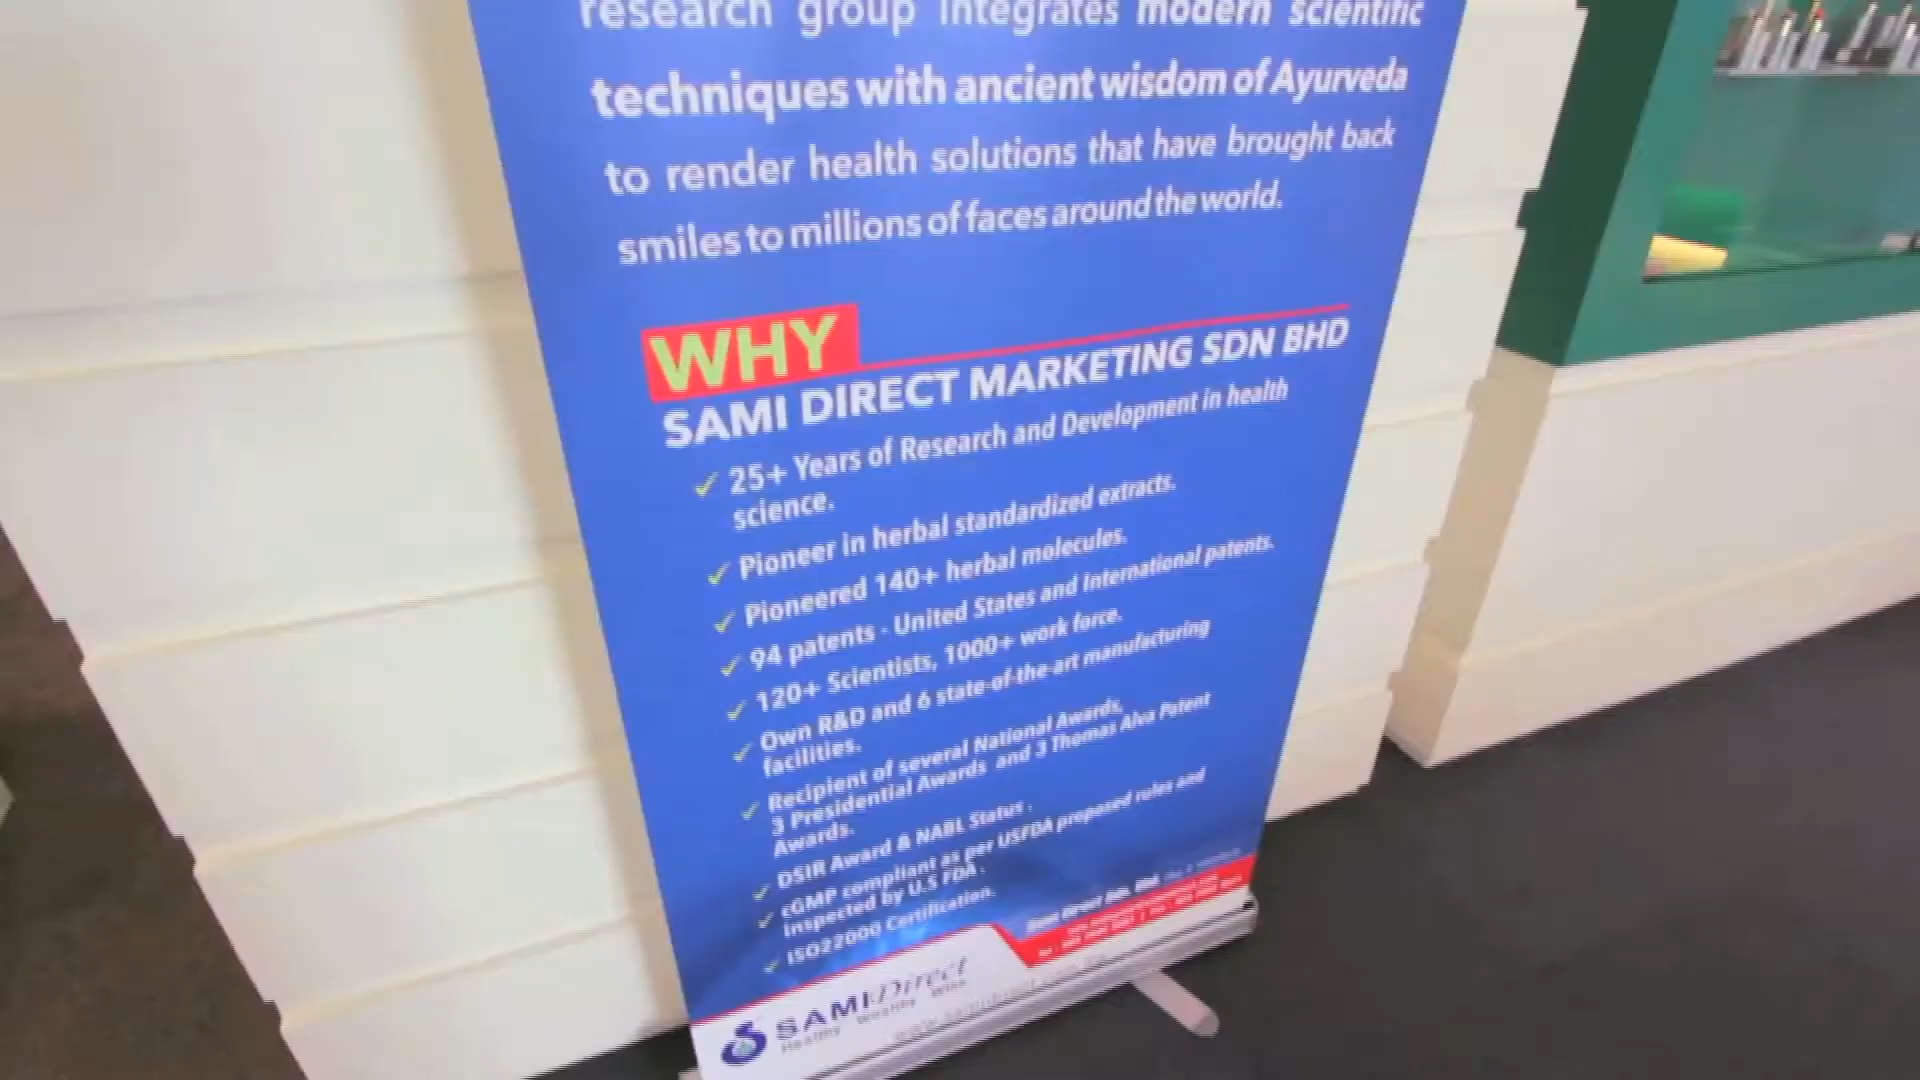 research group integrates modern scientific
techniques with ancient wisdom of Ayurveda
to render health solutions that have brought back
smiles to millions of faces around the world.
WHY
SAMI DIRECT MARKETING SDN BHD
✓ 25+ Years of Research and Development in health
science.
✓ Pioneer in herbal standardized extracts.
✓ Pioneered 140+ herbal molecules.
✓ 94 patents - United States and International patents.
✓ 120+ Scientists, 1000+ work force.
✓ Own R&D and 6 state-of-the-art manufacturing
facilities.
✓ Recipient of several National Awards,
3 Presidential Awards and 3 Thomas Alva Patent
Awards.
✓ DSIR Award & NABL Status .
✓ cGMP compliant as per USFDA proposed rules and
inspected by U.S FDA .
✓ ISO22000 Certification.
SAMI Direct
Healthy Wealthy Wise